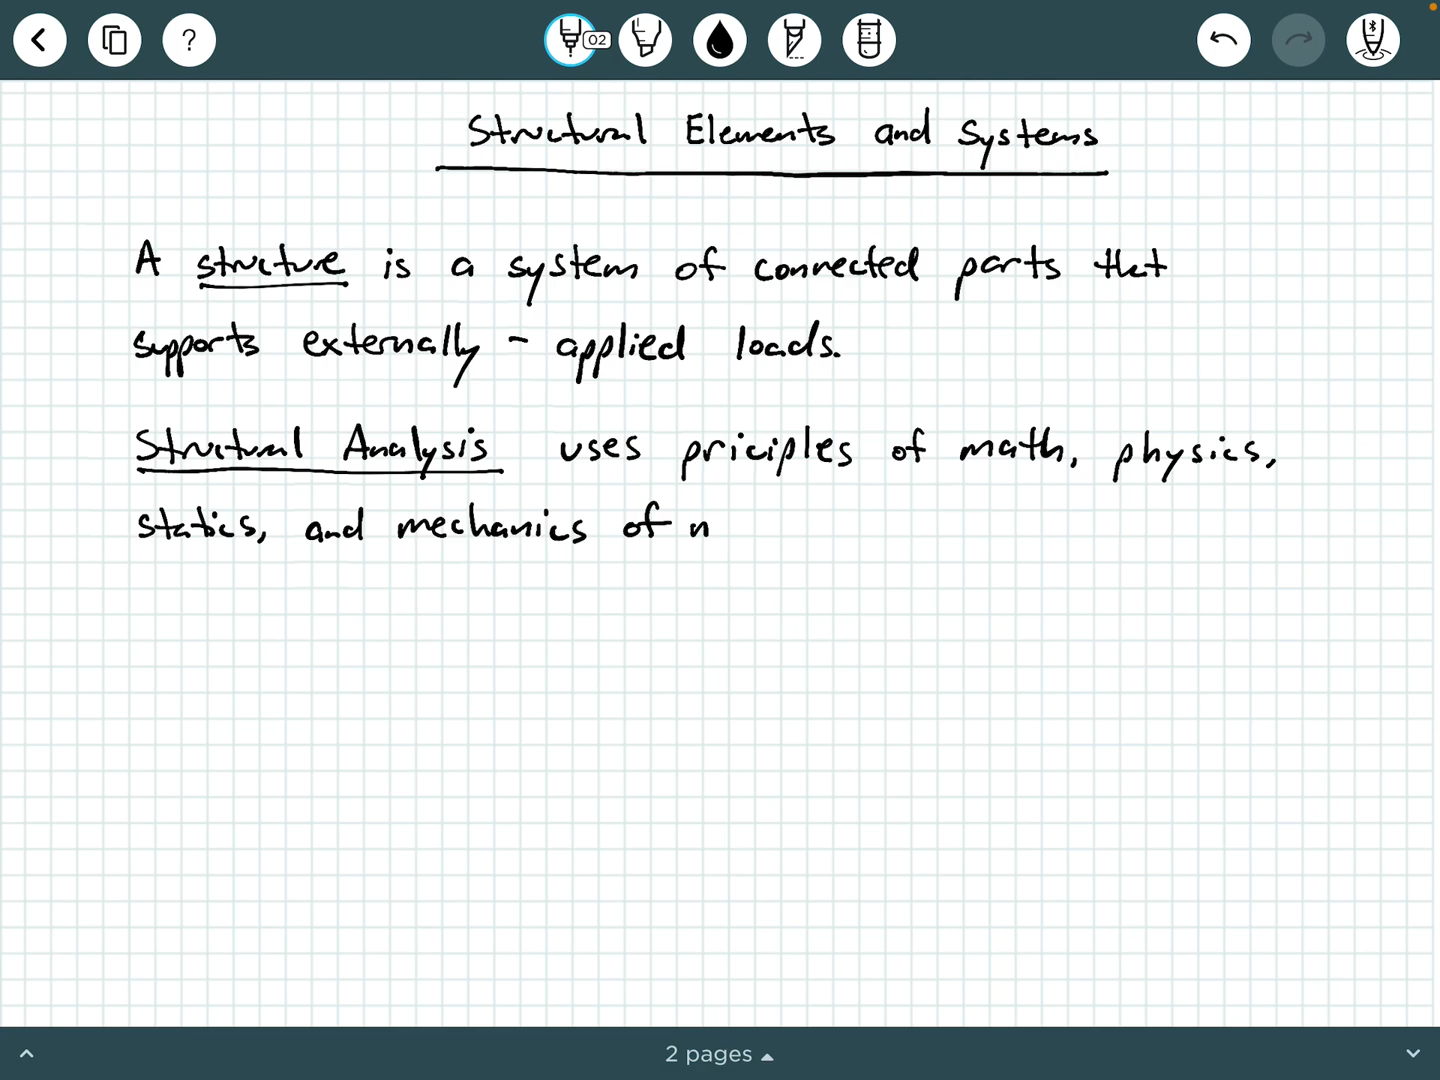 ?
02
Structural Elements and Systems
A structure is a system of connected parts that
supports externally - applied loads.
Structural Analysis uses priciples of math, physics,
statics, and mechanics of n
2 pages